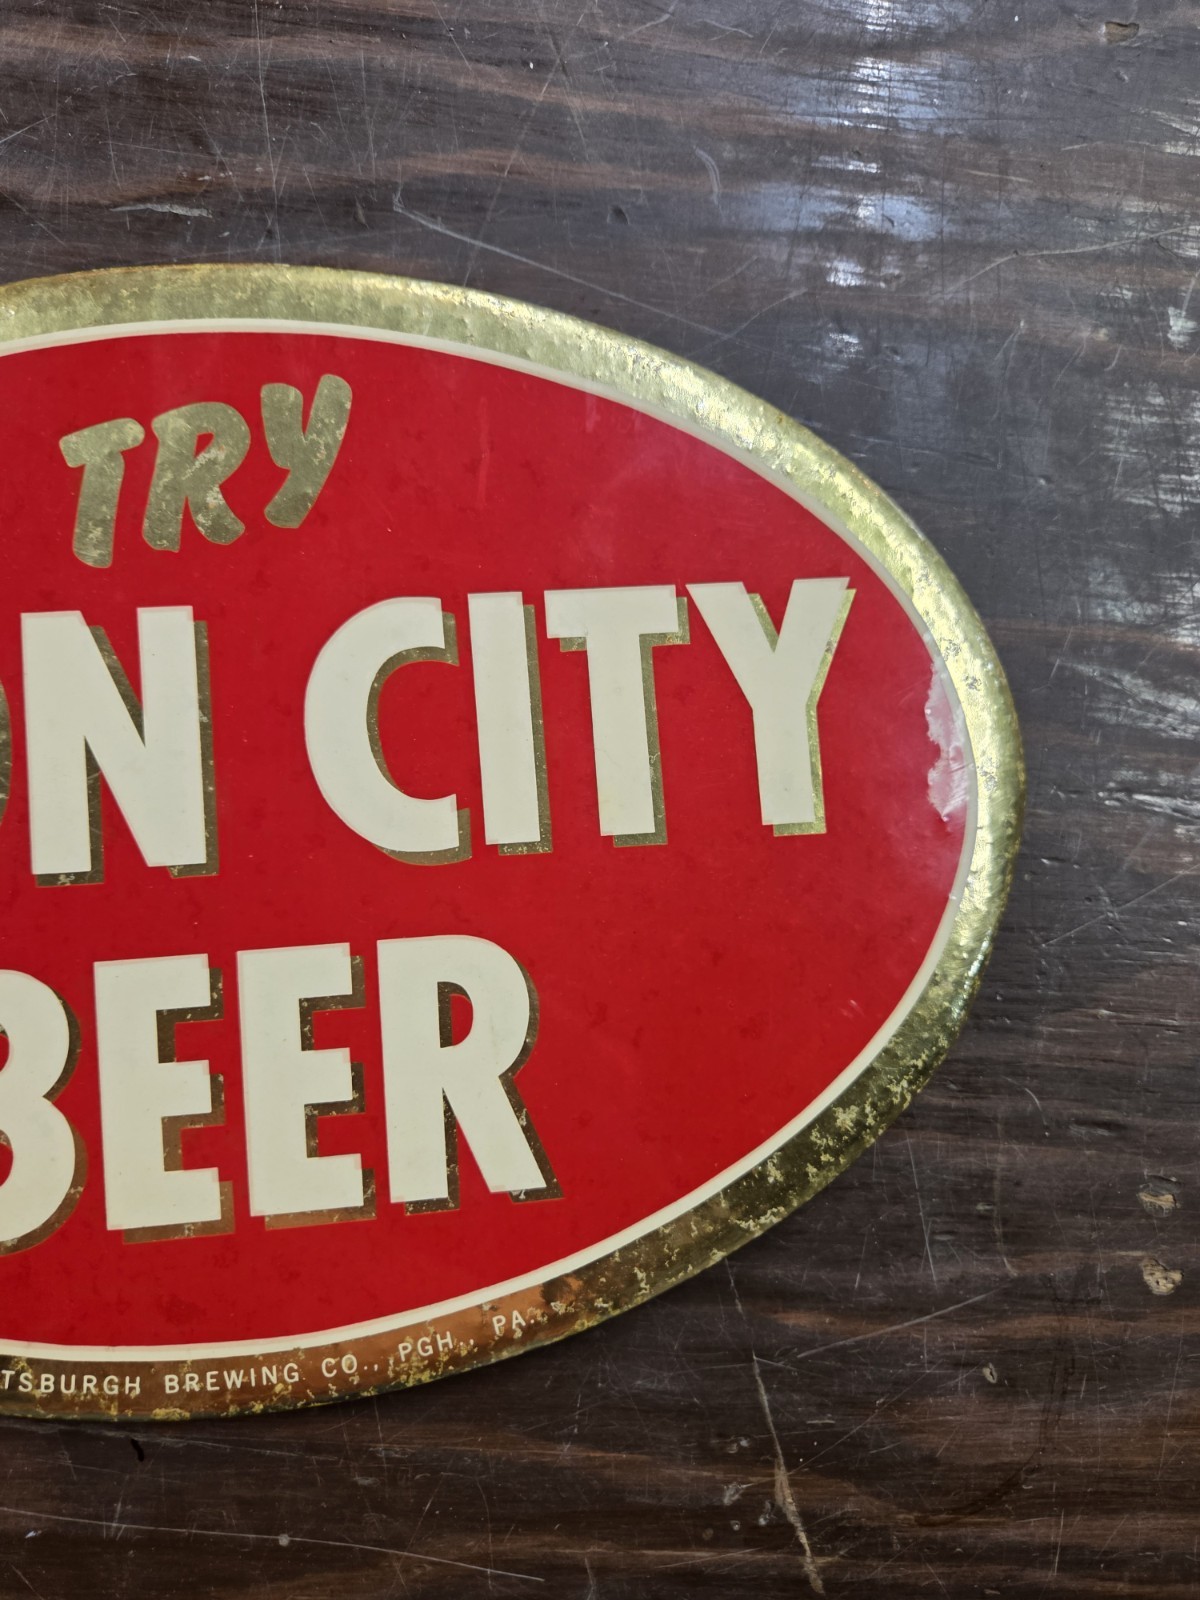 TRY
ON CITY
BEER
TSBURGH BREWING CO., PGH., PA.